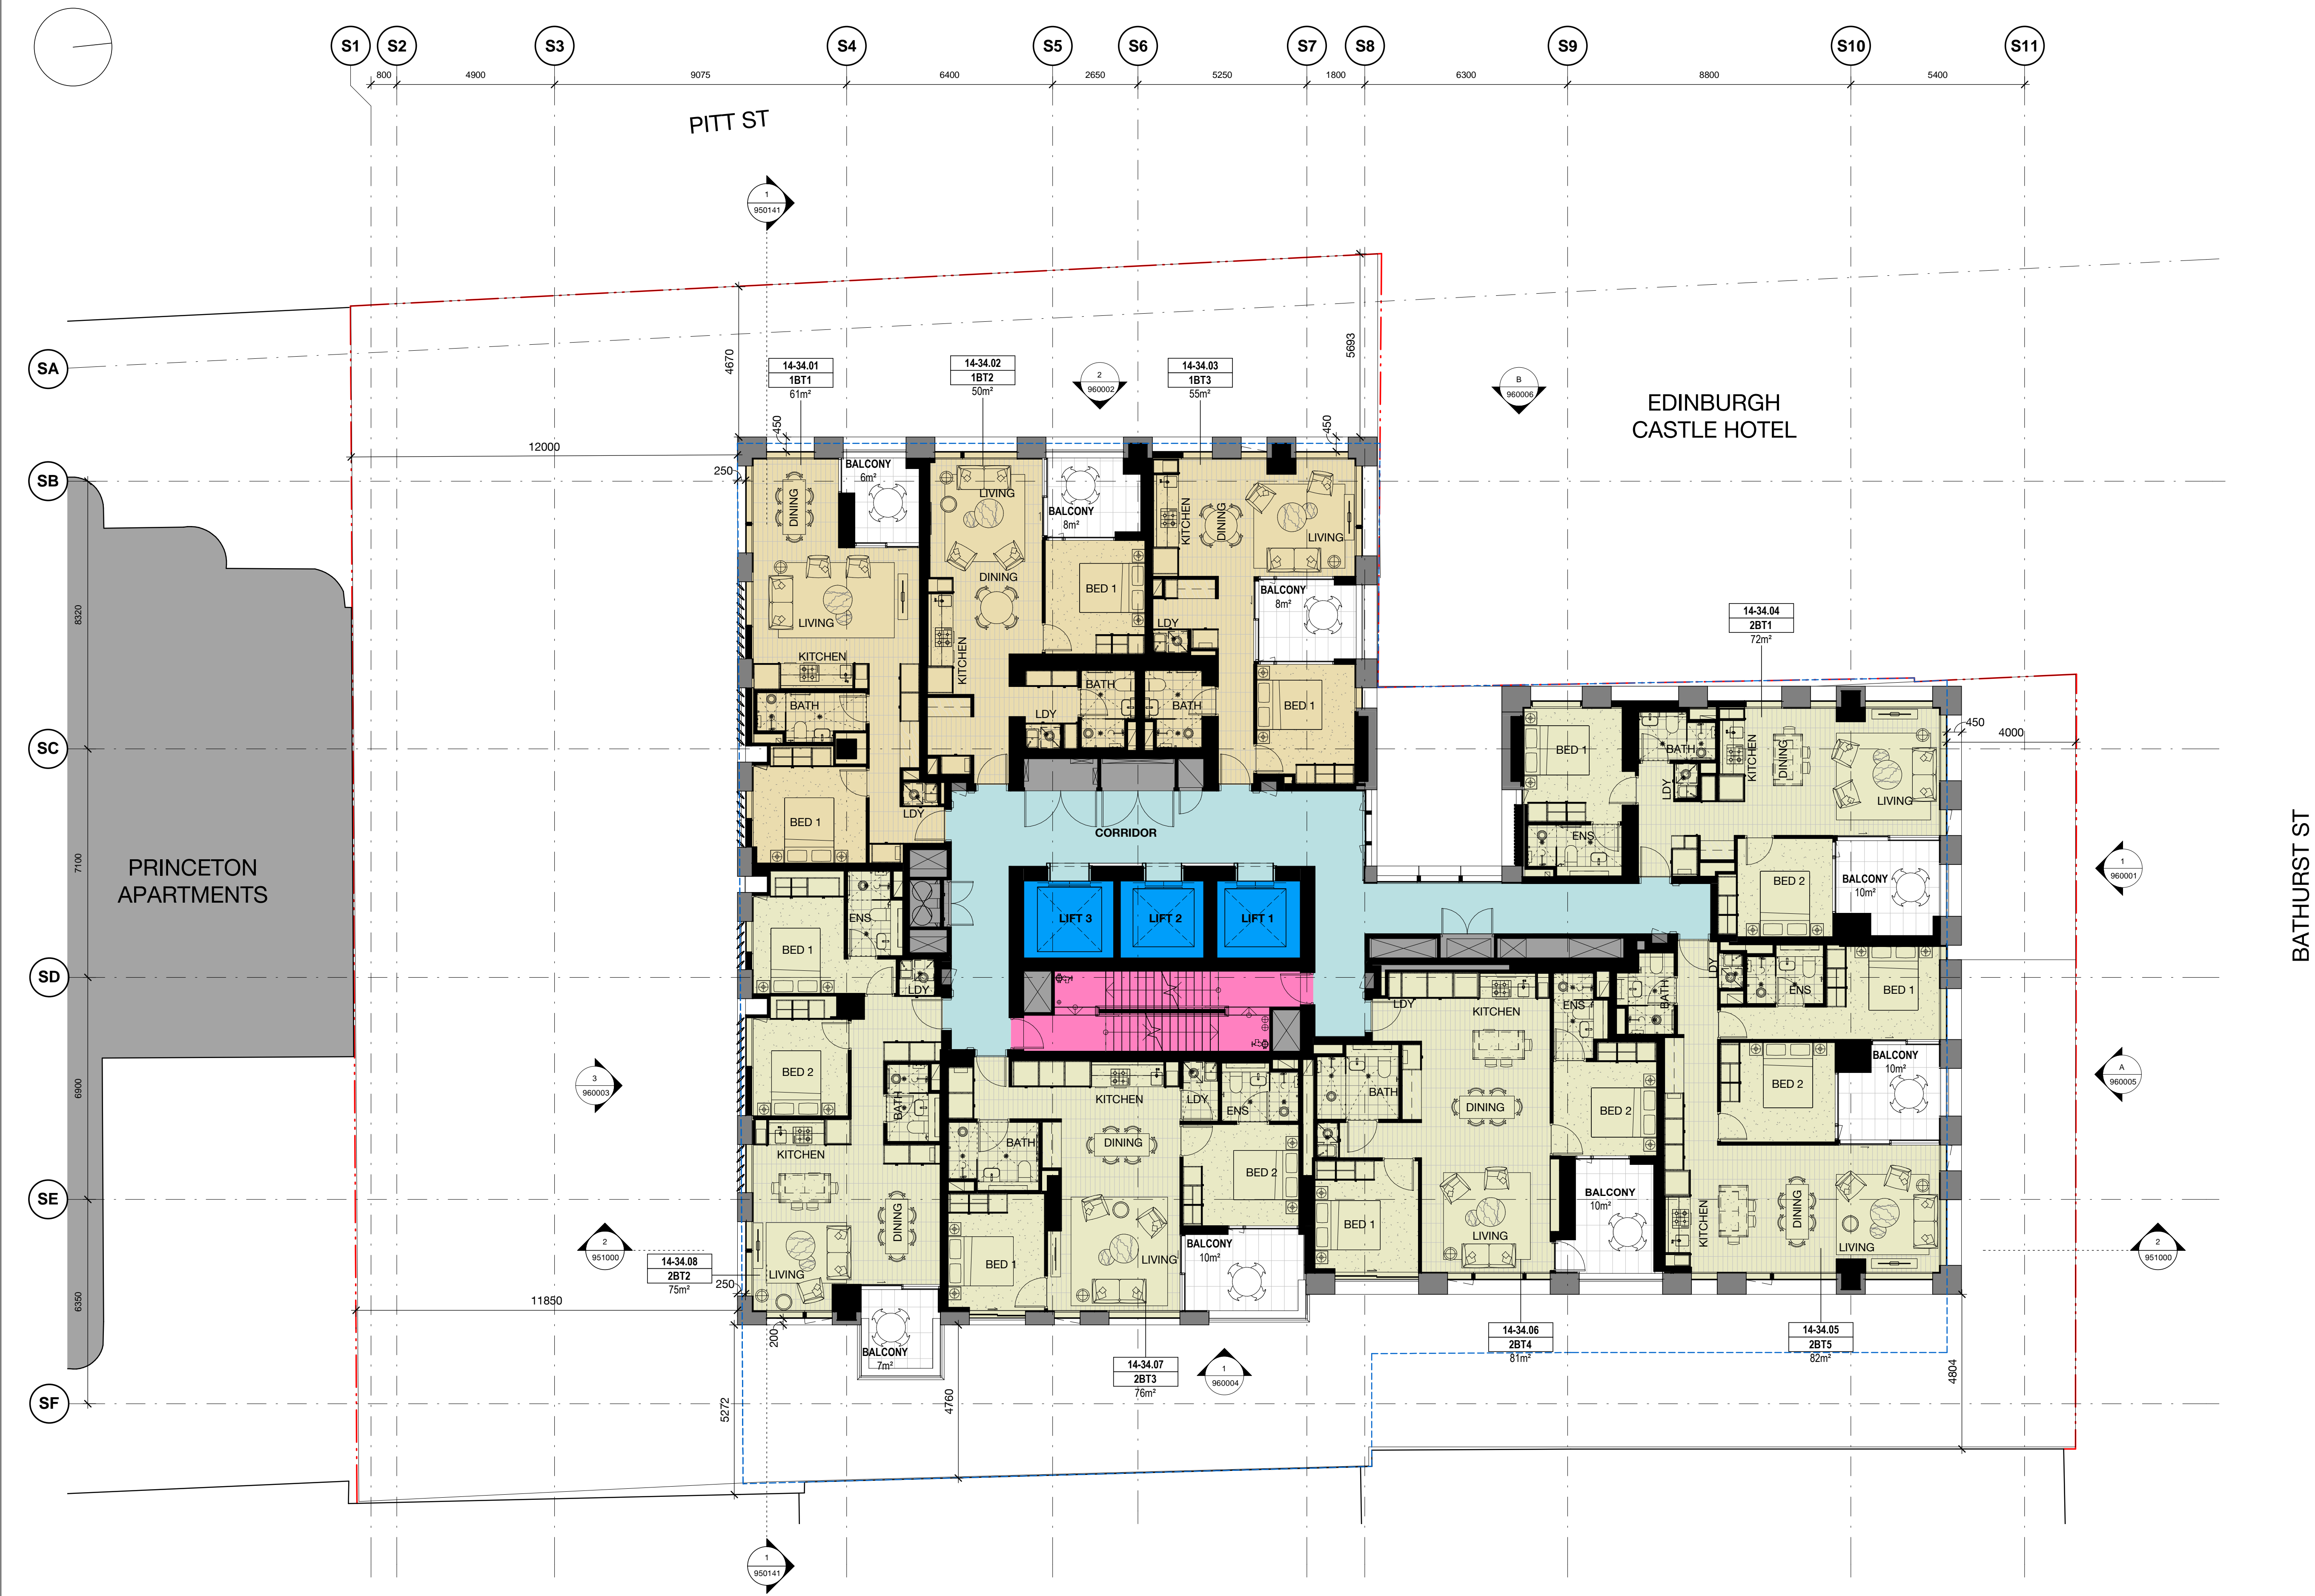 S1
S2
S3
S4
S5
S6
S7
S8
S9
S10
S11
800
4900
9075
6400
2650
5250
1800
6300
8800
5400
PITT ST
1
950141
SA
4670
5693
14-34.01
1BT1
61m²
14-34.02
1BT2
50m²
2
960002
14-34.03
1BT3
55m²
B
960006
EDINBURGH
CASTLE HOTEL
12000
450
450
250
SB
BALCONY
6m²
DINING
LIVING
KITCHEN
BATH
BED 1
LDY
LIVING
DINING
KITCHEN
BALCONY
8m²
BED 1
BATH
LDY
KITCHEN
DINING
LIVING
BALCONY
8m²
LDY
BATH
BED 1
14-34.04
2BT1
72m²
8320
SC
450
4000
BED 1
BATH
KITCHEN
DINING
LIVING
LDY
ENS
BED 2
BALCONY
10m²
CORRIDOR
7100
PRINCETON
APARTMENTS
BATHURST ST
1
960001
LIFT 3
LIFT 2
LIFT 1
SD
BED 1
ENS
LDY
BED 2
BATH
KITCHEN
DINING
LIVING
BALCONY
7m²
6900
3
960003
A
960005
KITCHEN
LDY
ENS
BATH
DINING
BED 1
BED 2
LIVING
BALCONY
10m²
LDY
KITCHEN
ENS
BATH
DINING
BED 2
BED 1
LIVING
BALCONY
10m²
BATH
LDY
ENS
BED 1
BED 2
BALCONY
10m²
KITCHEN
DINING
LIVING
SE
2
951000
2
951000
14-34.08
2BT2
75m²
250
6350
11850
200
14-34.07
2BT3
76m²
1
960004
14-34.06
2BT4
81m²
14-34.05
2BT5
82m²
SF
5272
4760
4804
1
950141